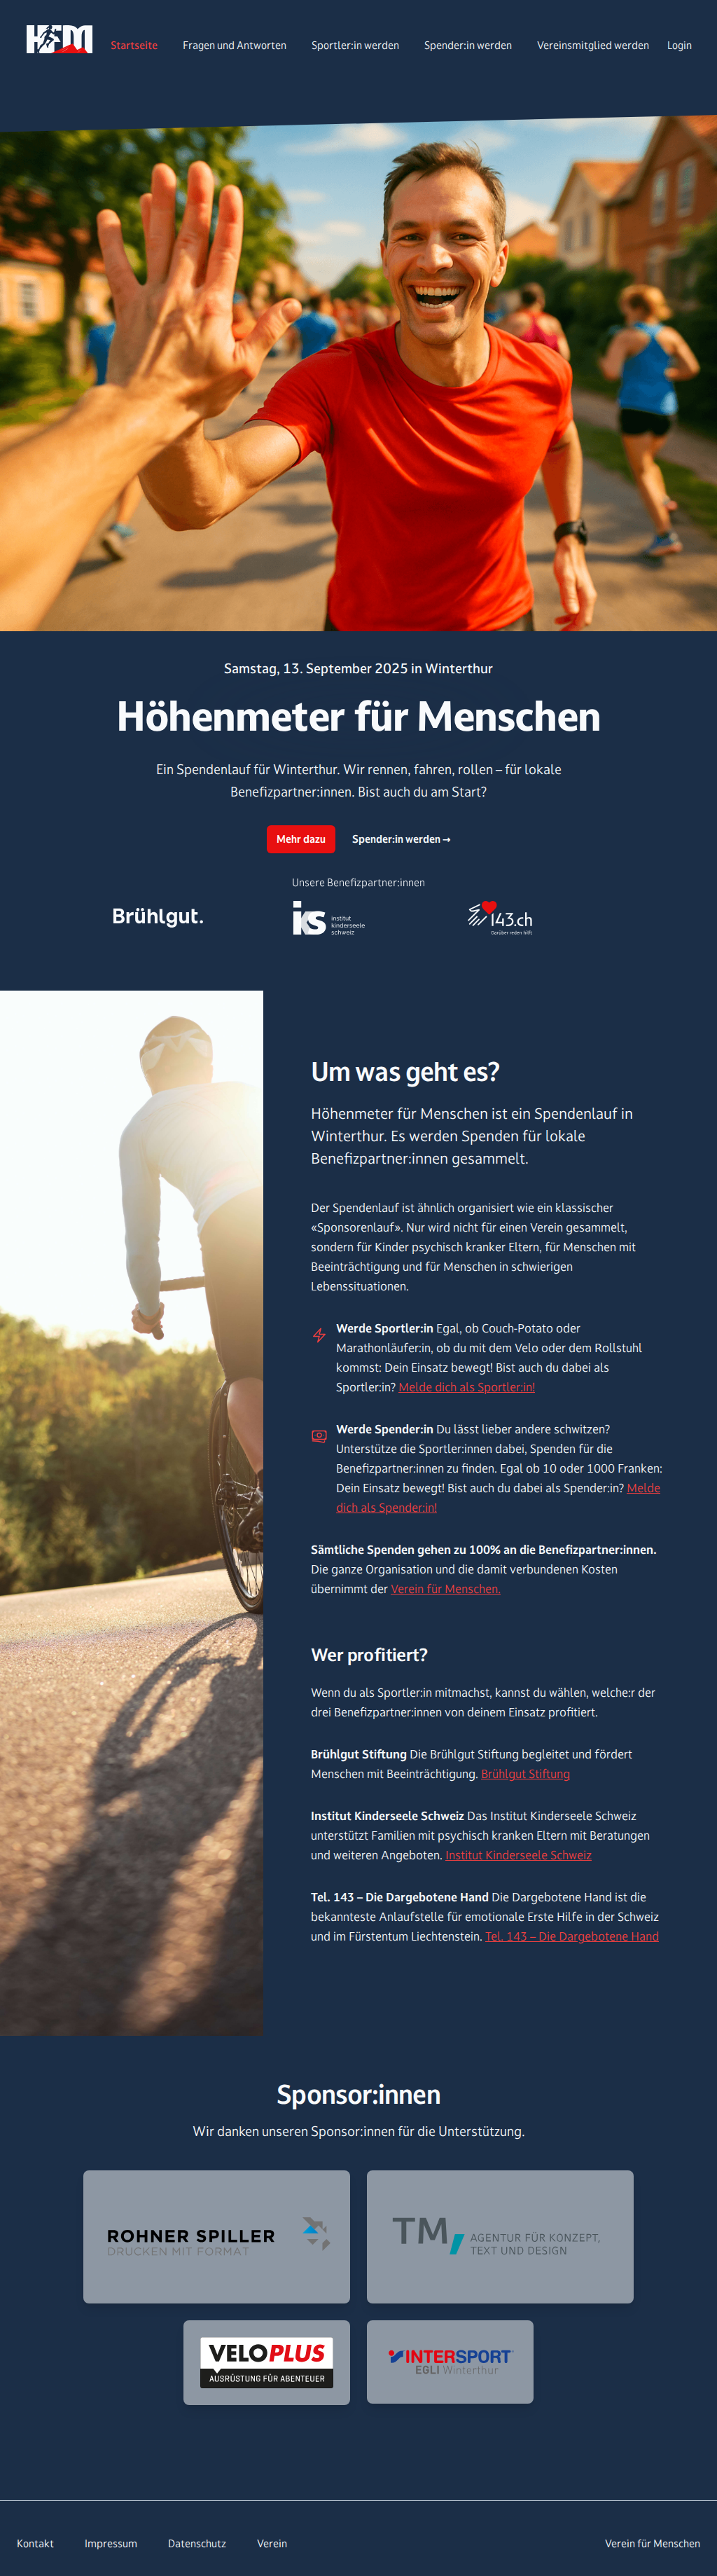 HFM
Startseite
Fragen und Antworten
Sportler:in werden
Spender:in werden
Vereinsmitglied werden
Login
Samstag, 13. September 2025 in Winterthur
Höhenmeter für Menschen
Ein Spendenlauf für Winterthur. Wir rennen, fahren, rollen – für lokale
Benefizpartner:innen. Bist auch du am Start?
Mehr dazu
Spender:in werden →
Unsere Benefizpartner:innen
Brühlgut.
iks
institut
kinderseele
schweiz
143.ch
Darüber reden hilft
Um was geht es?
Höhenmeter für Menschen ist ein Spendenlauf in
Winterthur. Es werden Spenden für lokale
Benefizpartner:innen gesammelt.
Der Spendenlauf ist ähnlich organisiert wie ein klassischer
«Sponsorenlauf». Nur wird nicht für einen Verein gesammelt,
sondern für Kinder psychisch kranker Eltern, für Menschen mit
Beeinträchtigung und für Menschen in schwierigen
Lebenssituationen.
Werde Sportler:in Egal, ob Couch-Potato oder
Marathonläufer:in, ob du mit dem Velo oder dem Rollstuhl
kommst: Dein Einsatz bewegt! Bist auch du dabei als
Sportler:in? Melde dich als Sportler:in!
Werde Spender:in Du lässt lieber andere schwitzen?
Unterstütze die Sportler:innen dabei, Spenden für die
Benefizpartner:innen zu finden. Egal ob 10 oder 1000 Franken:
Dein Einsatz bewegt! Bist auch du dabei als Spender:in? Melde
dich als Spender:in!
Sämtliche Spenden gehen zu 100% an die Benefizpartner:innen.
Die ganze Organisation und die damit verbundenen Kosten
übernimmt der Verein für Menschen.
Wer profitiert?
Wenn du als Sportler:in mitmachst, kannst du wählen, welche:r der
drei Benefizpartner:innen von deinem Einsatz profitiert.
Brühlgut Stiftung Die Brühlgut Stiftung begleitet und fördert
Menschen mit Beeinträchtigung. Brühlgut Stiftung
Institut Kinderseele Schweiz Das Institut Kinderseele Schweiz
unterstützt Familien mit psychisch kranken Eltern mit Beratungen
und weiteren Angeboten. Institut Kinderseele Schweiz
Tel. 143 – Die Dargebotene Hand Die Dargebotene Hand ist die
bekannteste Anlaufstelle für emotionale Erste Hilfe in der Schweiz
und im Fürstentum Liechtenstein. Tel. 143 – Die Dargebotene Hand
Sponsor:innen
Wir danken unseren Sponsor:innen für die Unterstützung.
ROHNER SPILLER
DRUCKEN MIT FORMAT
TM,
AGENTUR FÜR KONZEPT,
TEXT UND DESIGN
VELOPLUS
AUSRÜSTUNG FÜR ABENTEUER
INTERSPORT
EGLI Winterthur
Kontakt
Impressum
Datenschutz
Verein
Verein für Menschen